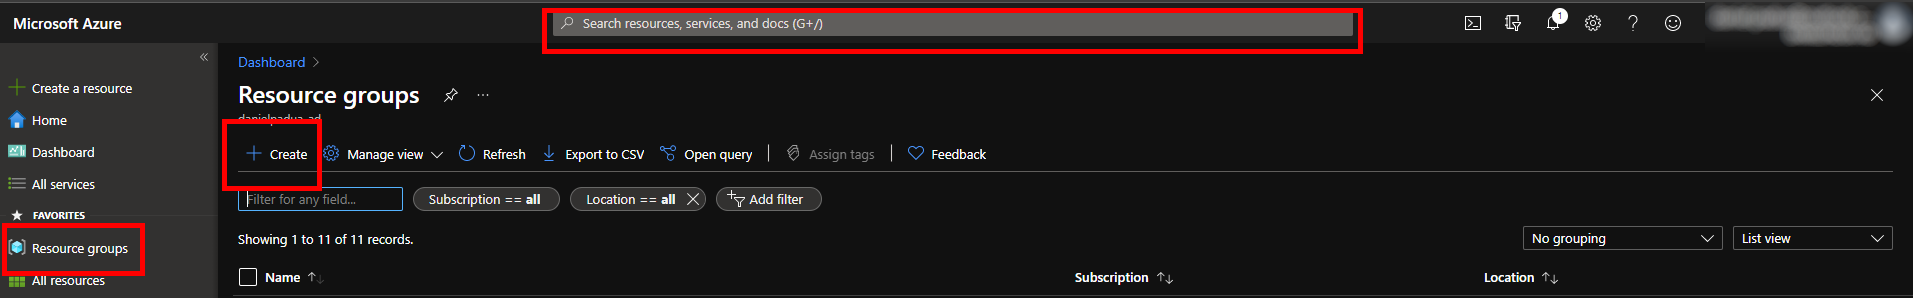 Microsoft Azure
Search resources, services, and docs (G+/)
1
«
Create a resource
Home
Dashboard
All services
FAVORITES
Resource groups
All resources
Dashboard >
Resource groups
...
danielpadua_ad
+ Create
Manage view
Refresh
Export to CSV
Open query
Assign tags
Feedback
Filter for any field...
Subscription == all
Location == all
Add filter
Showing 1 to 11 of 11 records.
No grouping
List view
Name ↑↓
Subscription ↑↓
Location ↑↓